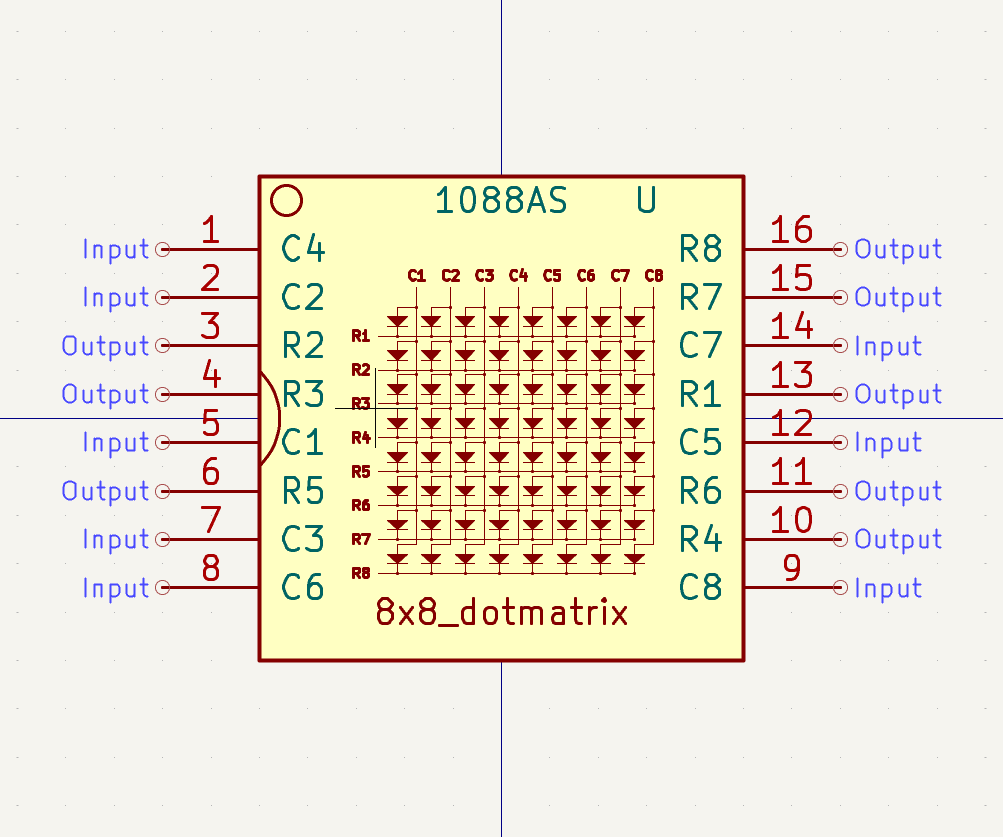 1088AS U
Input 1 C4
Input 2 C2
Output 3 R2
Output 4 R3
Input 5 C1
Output 6 R5
Input 7 C3
Input 8 C6
C1 C2 C3 C4 C5 C6 C7 C8
R1
R2
R3
R4
R5
R6
R7
R8
8x8_dotmatrix
R8 16 Output
R7 15 Output
C7 14 Input
R1 13 Output
C5 12 Input
R6 11 Output
R4 10 Output
C8 9 Input